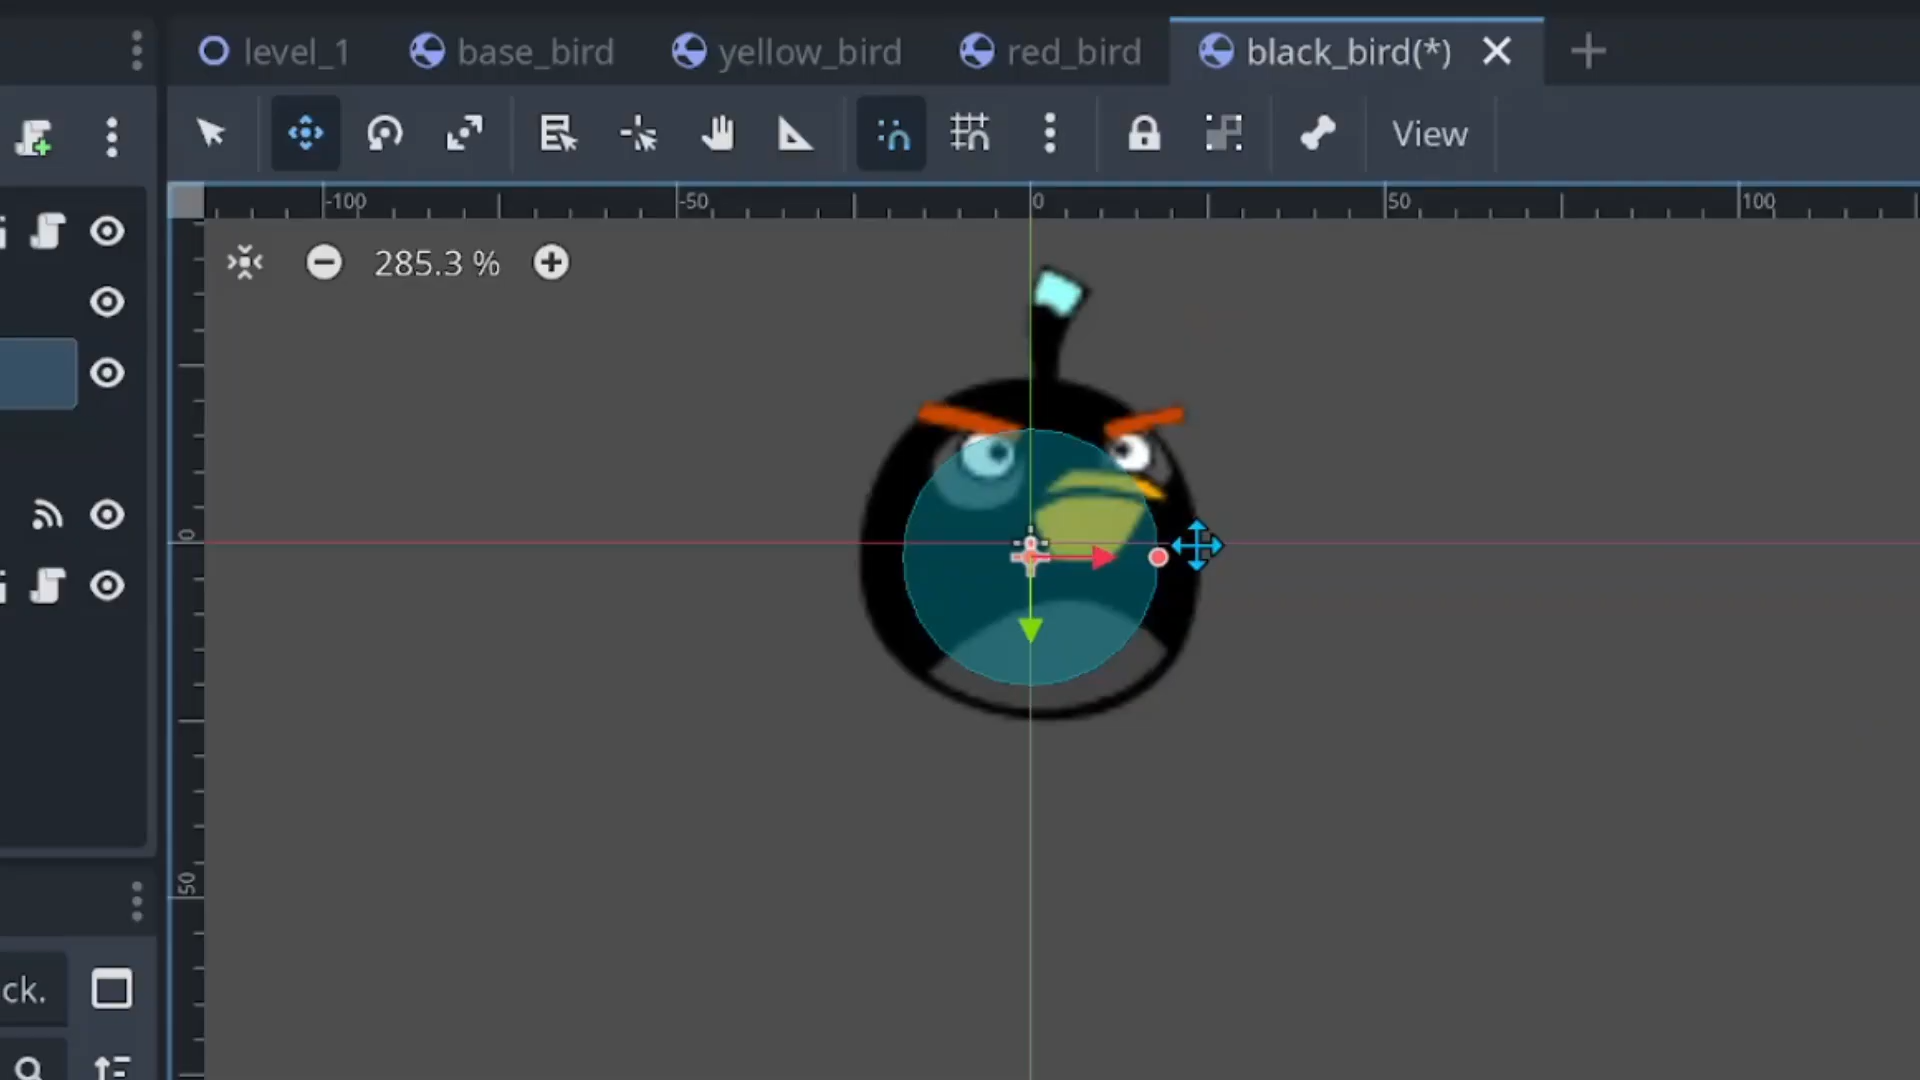 level_1 base_bird yellow_bird red_bird black_bird(*)
View
-100 -50 0 50 100
285.3 %
0
50
ck.